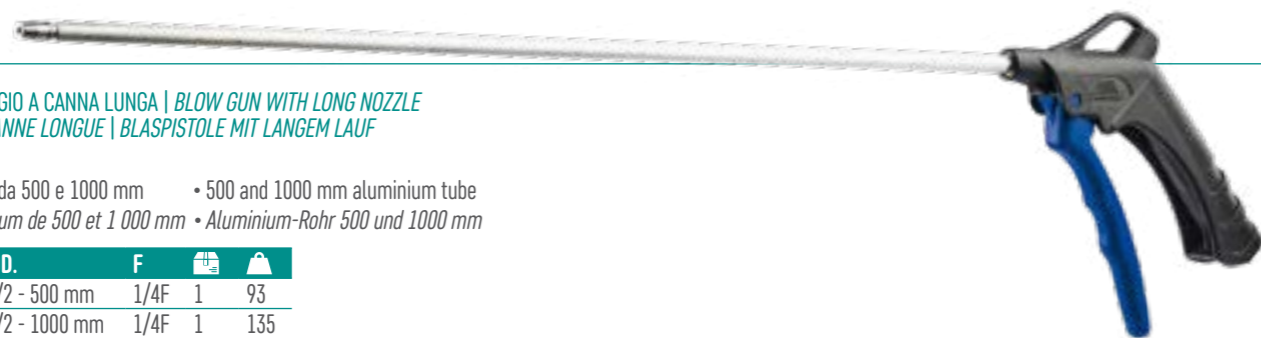 GIO A CANNA LUNGA | BLOW GUN WITH LONG NOZZLE
ANNE LONGUE | BLASPISTOLE MIT LANGEM LAUF
da 500 e 1000 mm • 500 and 1000 mm aluminium tube
um de 500 et 1 000 mm • Aluminium-Rohr 500 und 1000 mm
D. F
/2 - 500 mm 1/4F 1 93
/2 - 1000 mm 1/4F 1 135